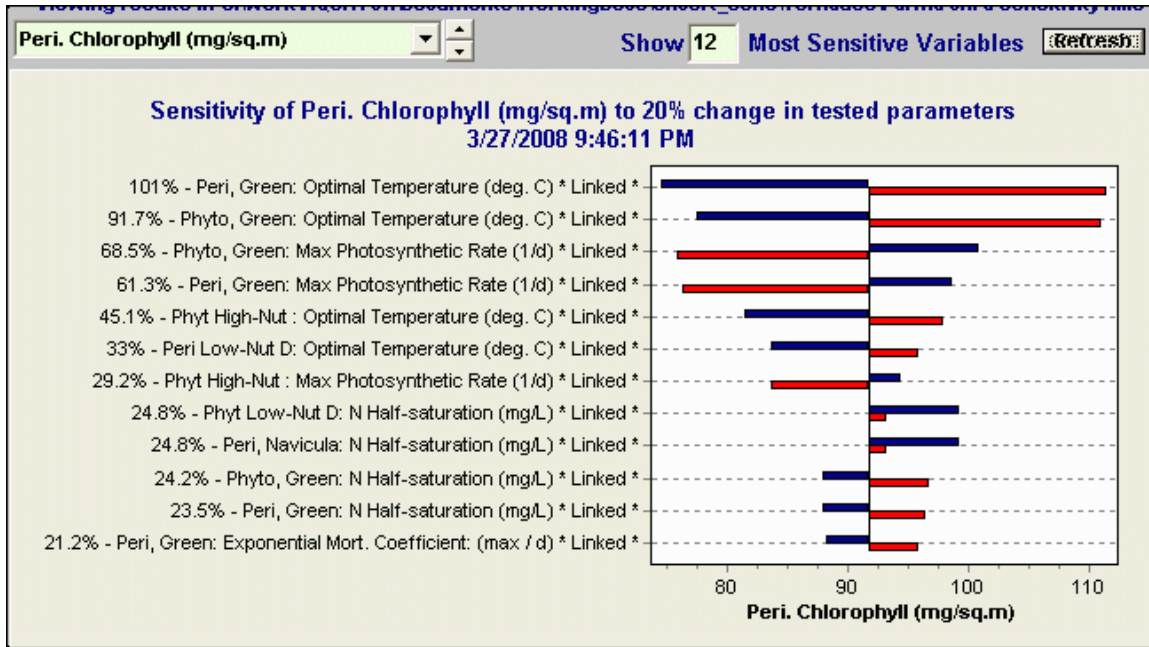 Peri. Chlorophyll (mg/sq.m) Show 12 Most Sensitive Variables Refresh
Sensitivity of Peri. Chlorophyll (mg/sq.m) to 20% change in tested parameters
3/27/2008 9:46:11 PM
101% - Peri, Green: Optimal Temperature (deg. C) * Linked *
91.7% - Phyto, Green: Optimal Temperature (deg. C) * Linked *
68.5% - Phyto, Green: Max Photosynthetic Rate (1/d) * Linked *
61.3% - Peri, Green: Max Photosynthetic Rate (1/d) * Linked *
45.1% - Phyt High-Nut : Optimal Temperature (deg. C) * Linked *
33% - Peri Low-Nut D: Optimal Temperature (deg. C) * Linked *
29.2% - Phyt High-Nut : Max Photosynthetic Rate (1/d) * Linked *
24.8% - Phyt Low-Nut D: N Half-saturation (mg/L) * Linked *
24.8% - Peri, Navicula: N Half-saturation (mg/L) * Linked *
24.2% - Phyto, Green: N Half-saturation (mg/L) * Linked *
23.5% - Peri, Green: N Half-saturation (mg/L) * Linked *
21.2% - Peri, Green: Exponential Mort. Coefficient: (max / d) * Linked *
80 90 100 110
Peri. Chlorophyll (mg/sq.m)